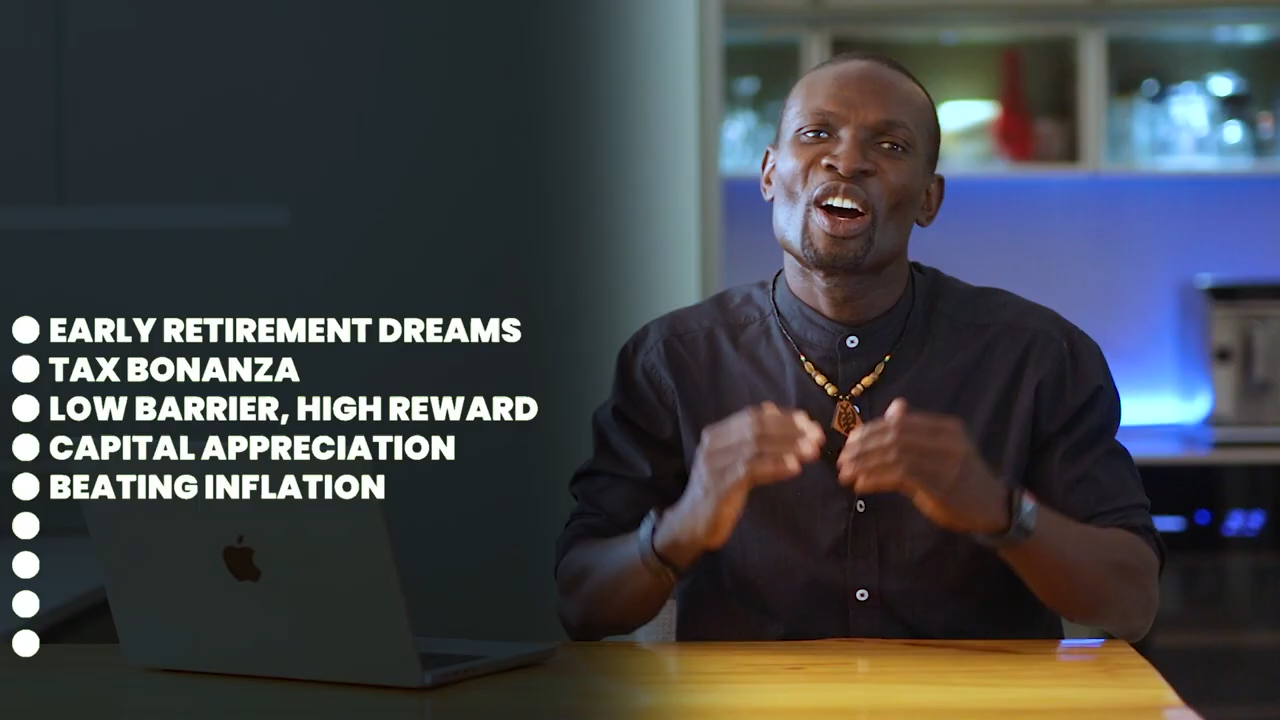 EARLY RETIREMENT DREAMS
TAX BONANZA
LOW BARRIER, HIGH REWARD
CAPITAL APPRECIATION
BEATING INFLATION